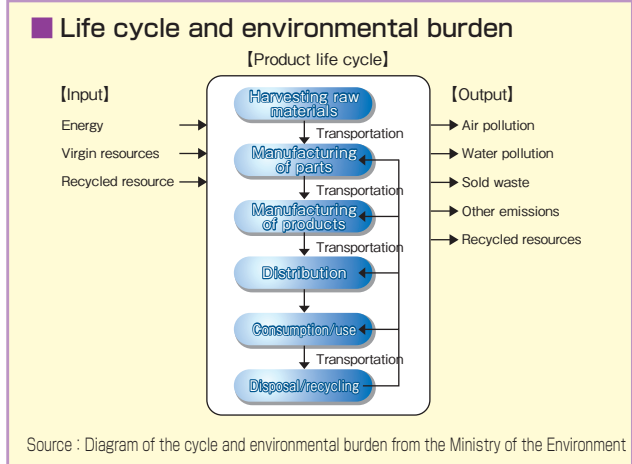 Life cycle and environmental burden
【Product life cycle】
【Input】
Energy
Virgin resources
Recycled resource
Harvesting raw
materials
Transportation
Manufacturing
of parts
Transportation
Manufacturing
of products
Transportation
Distribution
Consumption/use
Transportation
Disposal/recycling
【Output】
Air pollution
Water pollution
Sold waste
Other emissions
Recycled resources
Source : Diagram of the cycle and environmental burden from the Ministry of the Environment